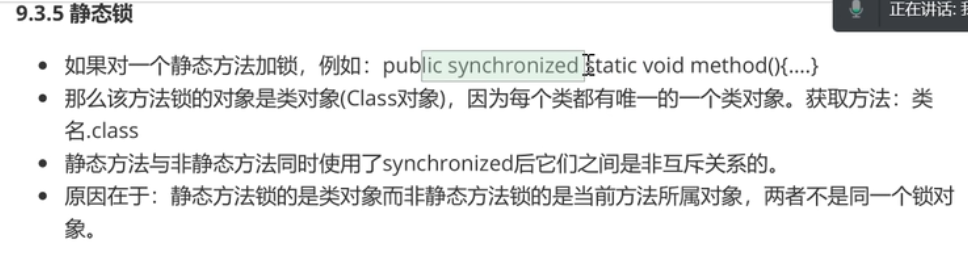 正在讲话: 我
9.3.5 静态锁
如果对一个静态方法加锁，例如：public synchronized static void method(){....}
那么该方法锁的对象是类对象(Class对象)，因为每个类都有唯一的一个类对象。获取方法：类
名.class
静态方法与非静态方法同时使用了synchronized后它们之间是非互斥关系的。
原因在于：静态方法锁的是类对象而非静态方法锁的是当前方法所属对象，两者不是同一个锁对
象。